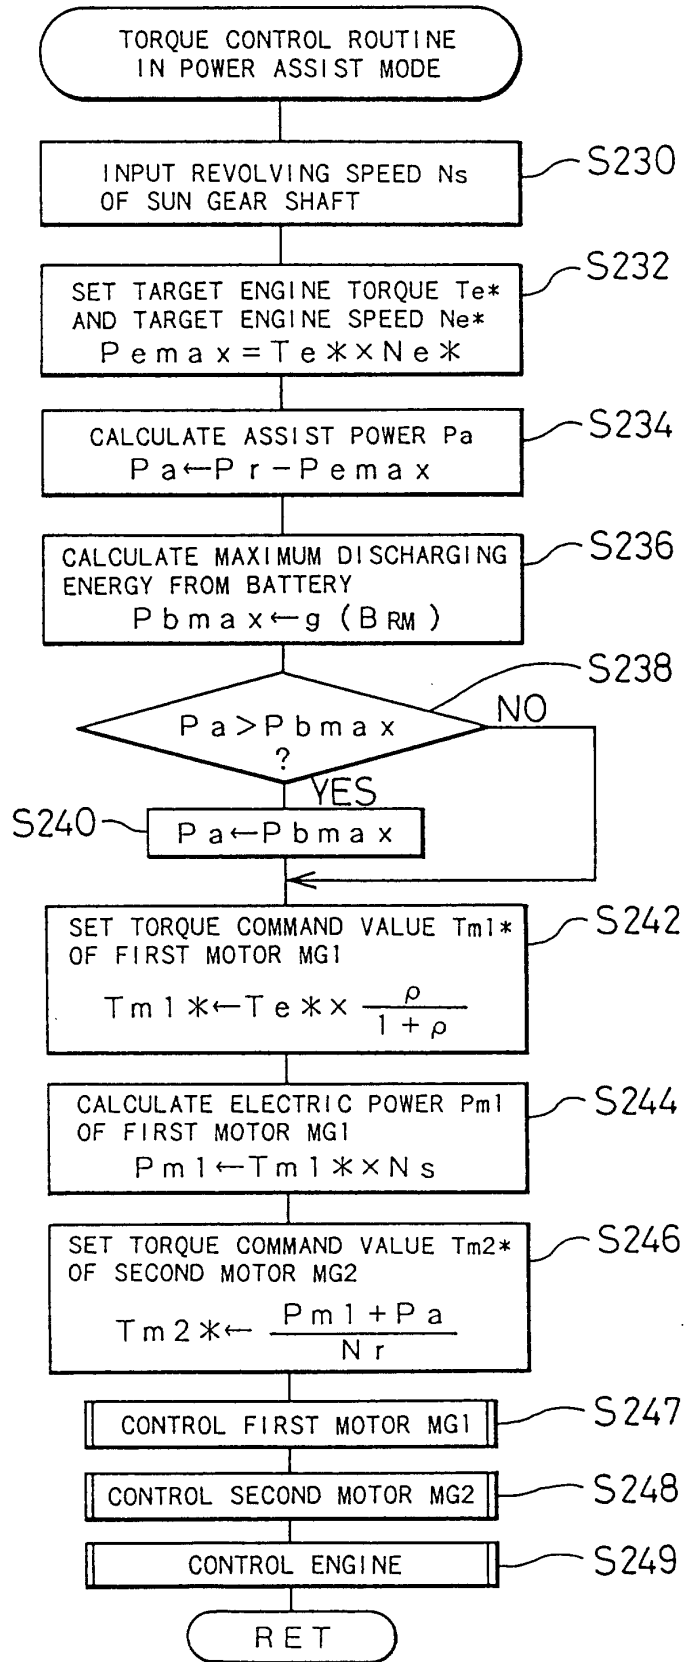 TORQUE CONTROL ROUTINE
IN POWER ASSIST MODE
INPUT REVOLVING SPEED Ns
OF SUN GEAR SHAFT
S230
SET TARGET ENGINE TORQUE Te*
AND TARGET ENGINE SPEED Ne*
Pemax=Te*×Ne*
S232
CALCULATE ASSIST POWER Pa
Pa←Pr-Pemax
S234
CALCULATE MAXIMUM DISCHARGING
ENERGY FROM BATTERY
Pbmax←g(BRM)
S236
Pa>Pbmax
?
S238
NO
YES
S240
Pa←Pbmax
SET TORQUE COMMAND VALUE Tm1*
OF FIRST MOTOR MG1
Tm1*←Te*×ρ/1+ρ
S242
CALCULATE ELECTRIC POWER Pm1
OF FIRST MOTOR MG1
Pm1←Tm1*×Ns
S244
SET TORQUE COMMAND VALUE Tm2*
OF SECOND MOTOR MG2
Tm2*←Pm1+Pa/Nr
S246
CONTROL FIRST MOTOR MG1
S247
CONTROL SECOND MOTOR MG2
S248
CONTROL ENGINE
S249
RET